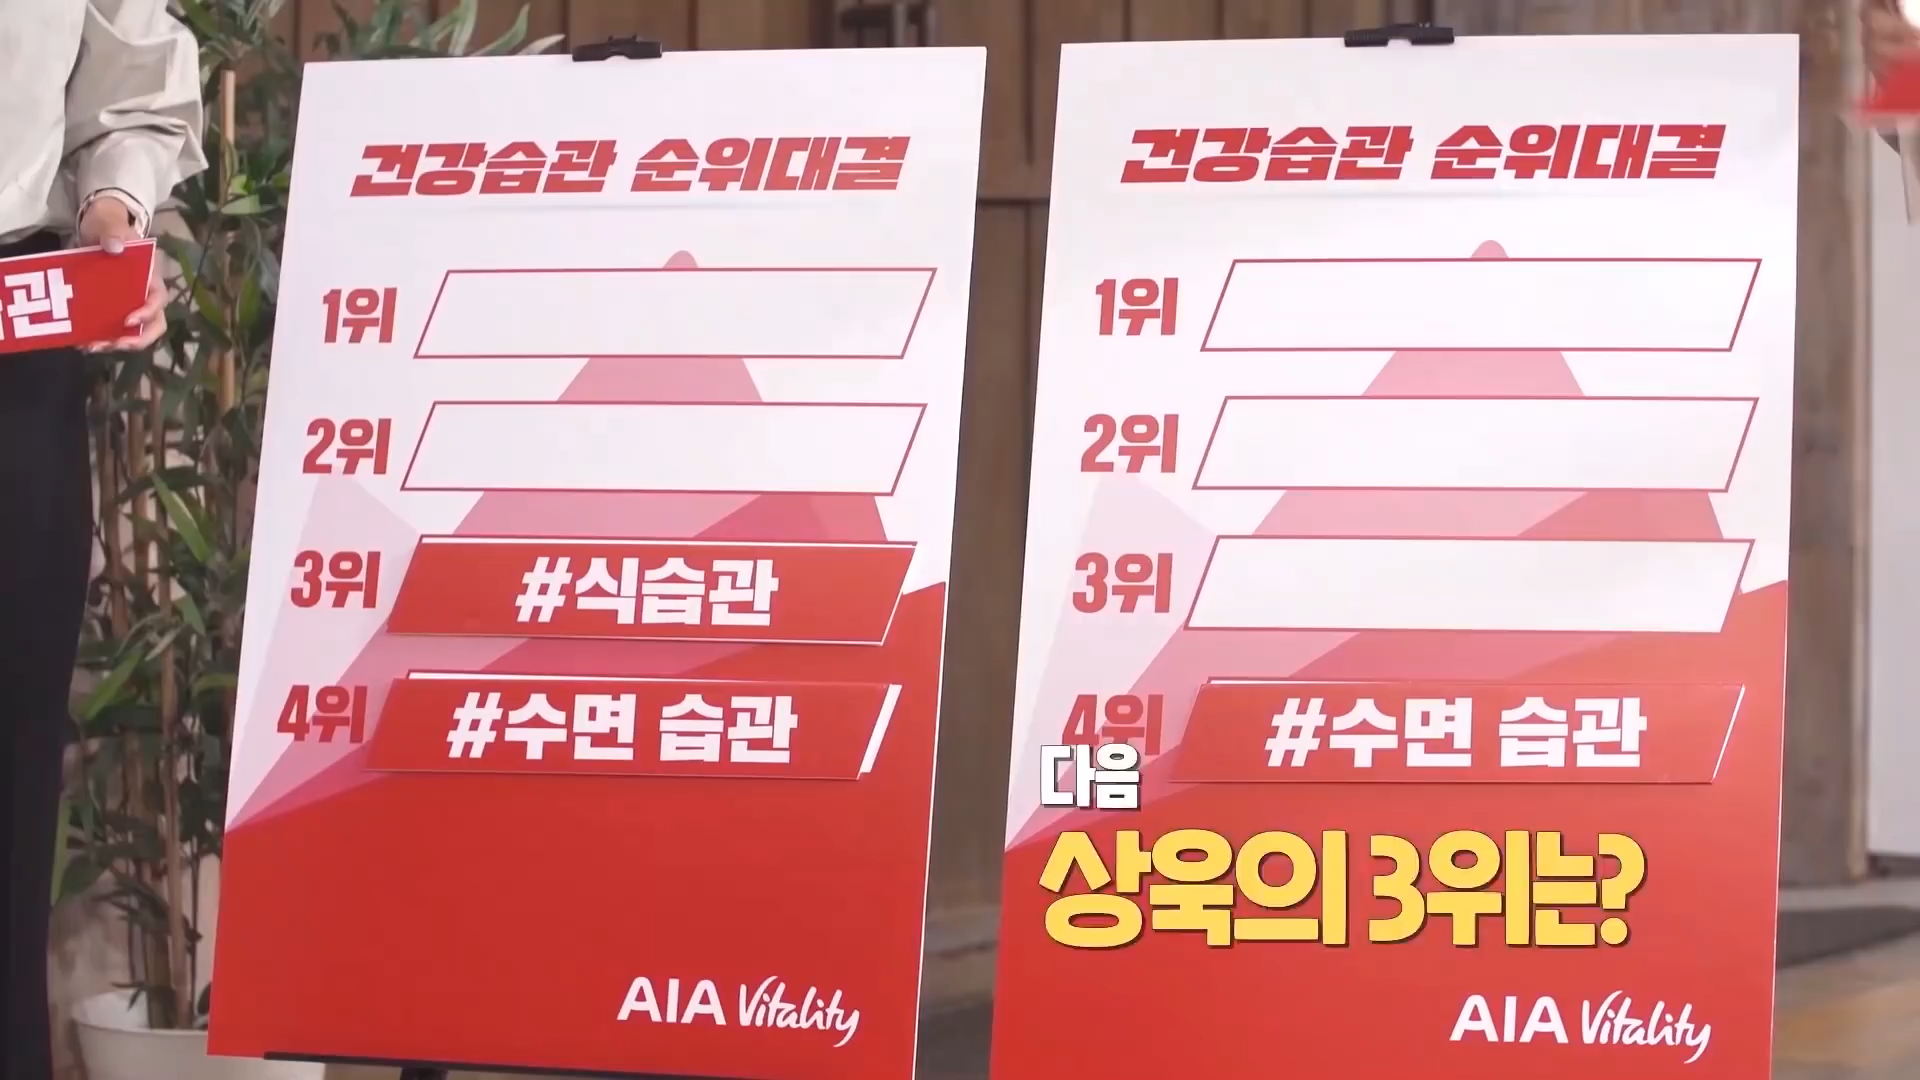 건강습관 순위대결
1위
2위
3위 #식습관
4위 #수면 습관
AIA Vitality
관
건강습관 순위대결
1위
2위
3위
4위 #수면 습관
AIA Vitality
다음
상욱의 3위는?